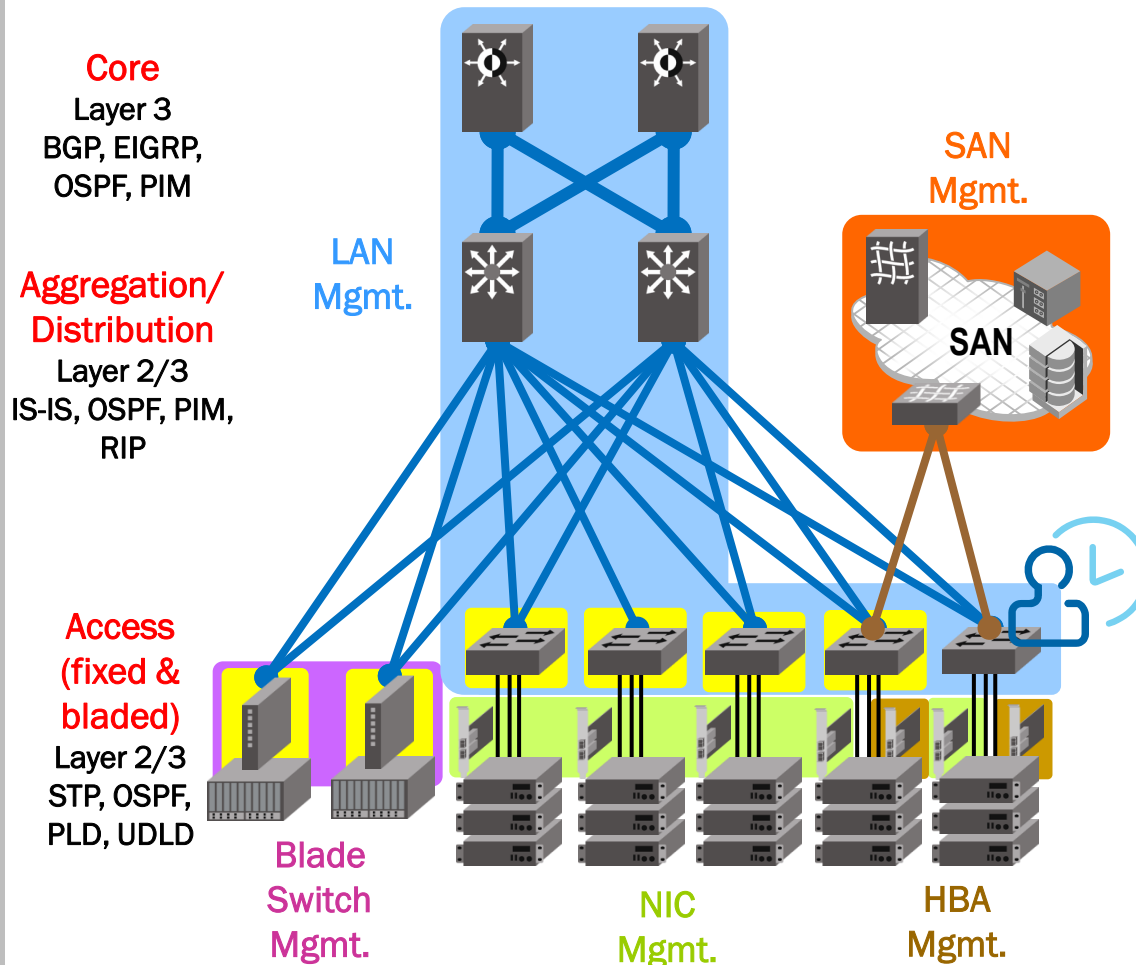 Core
Layer 3
BGP, EIGRP,
OSPF, PIM
SAN
Mgmt.
LAN
Mgmt.
Aggregation/
Distribution
Layer 2/3
IS-IS, OSPF, PIM,
RIP
SAN
Access
(fixed &
bladed)
Layer 2/3
STP, OSPF,
PLD, UDLD
Blade
Switch
Mgmt.
NIC
Mgmt.
HBA
Mgmt.